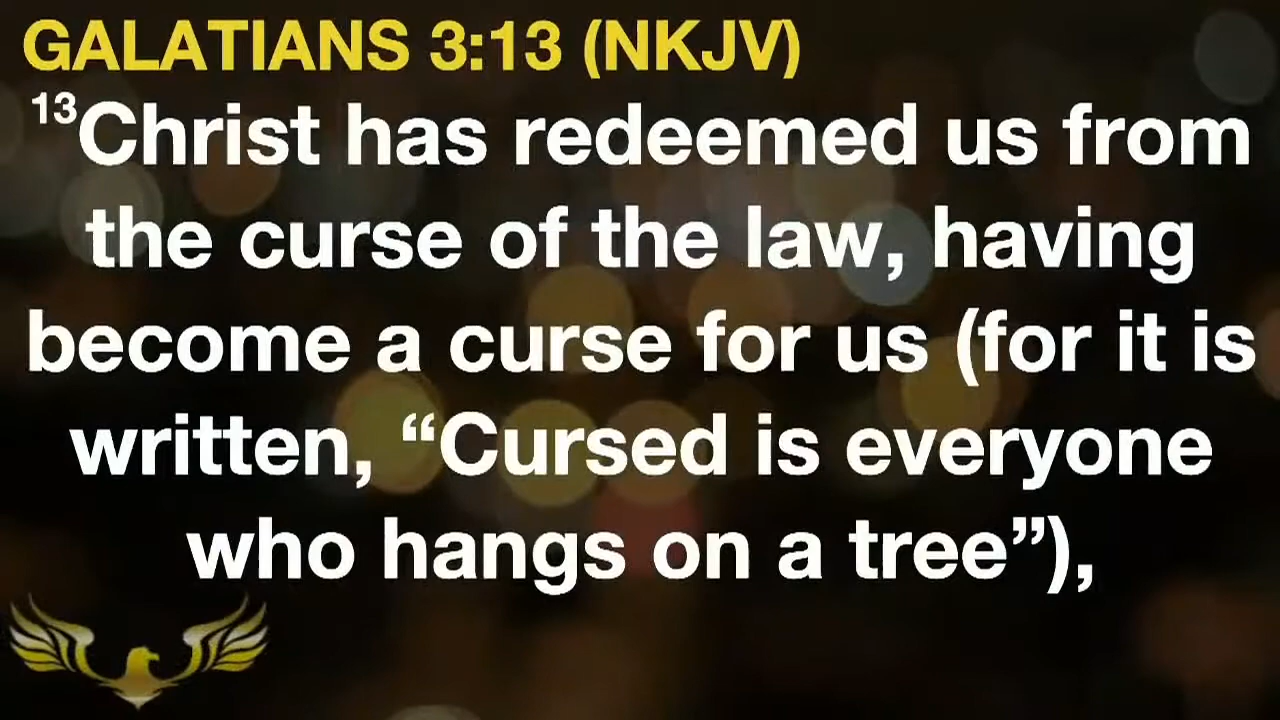 GALATIANS 3:13 (NKJV)
¹³Christ has redeemed us from
the curse of the law, having
become a curse for us (for it is
written, “Cursed is everyone
who hangs on a tree”),